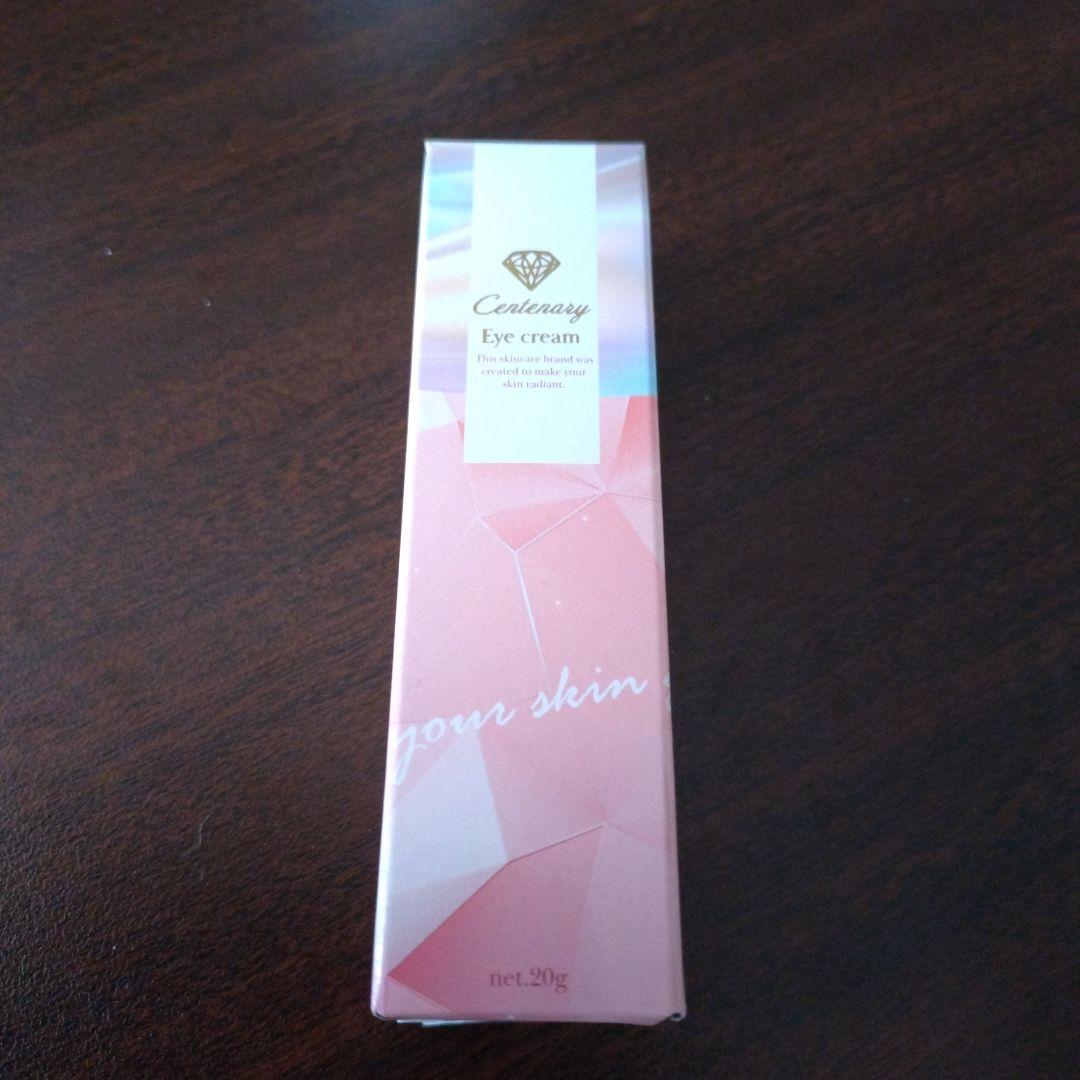 Centenary
Eye cream
This skincare brand was
created to make your
skin radiant.
your skin
net.20g